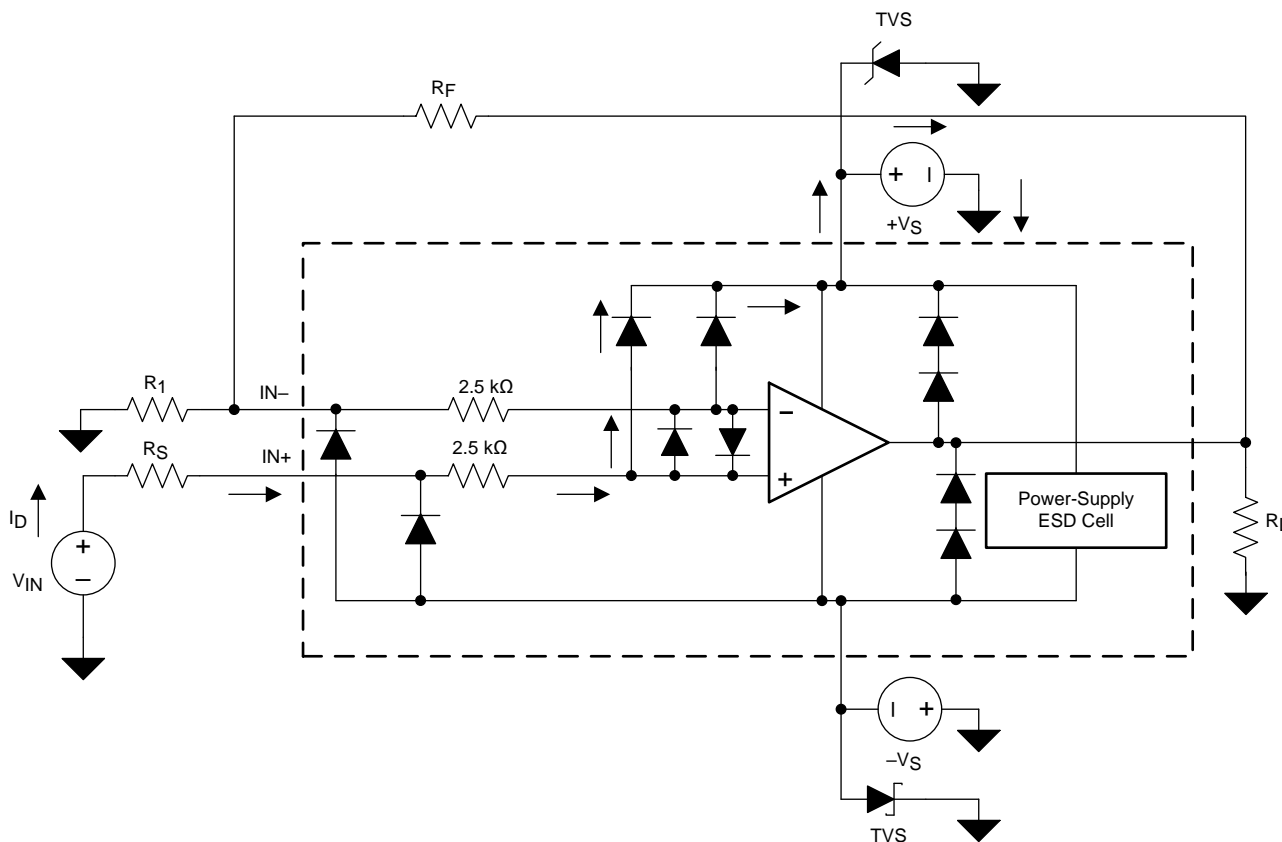 TVS
RF
+VS
R1
IN–
2.5 kΩ
RS
IN+
2.5 kΩ
ID
VIN
Power-Supply
ESD Cell
–VS
TVS